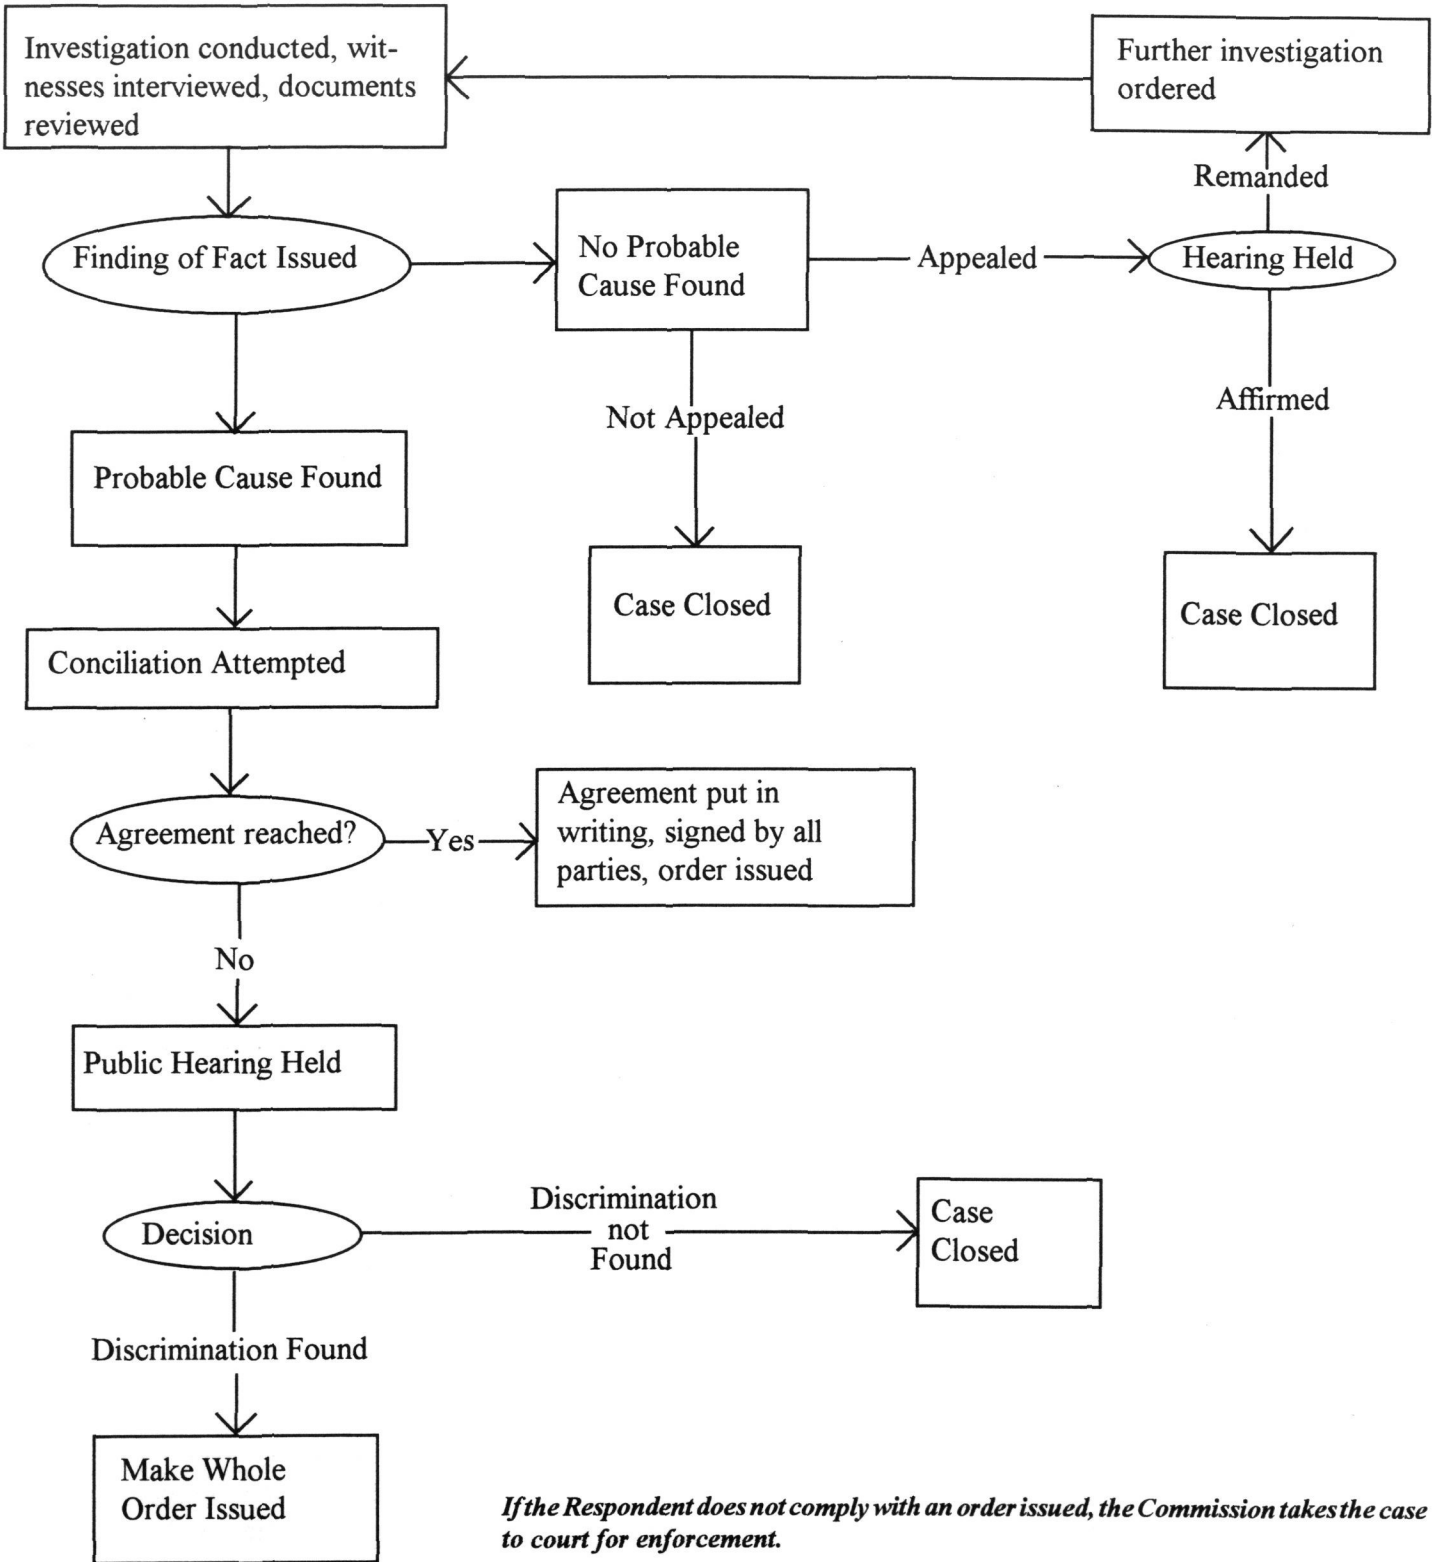 Investigation conducted, wit-
nesses interviewed, documents
reviewed
Further investigation
ordered
Remanded
Finding of Fact Issued
No Probable
Cause Found
Appealed
Hearing Held
Not Appealed
Affirmed
Probable Cause Found
Case Closed
Case Closed
Conciliation Attempted
Agreement reached?
Yes
Agreement put in
writing, signed by all
parties, order issued
No
Public Hearing Held
Decision
Discrimination
not
Found
Case
Closed
Discrimination Found
Make Whole
Order Issued
If the Respondent does not comply with an order issued, the Commission takes the case
to court for enforcement.